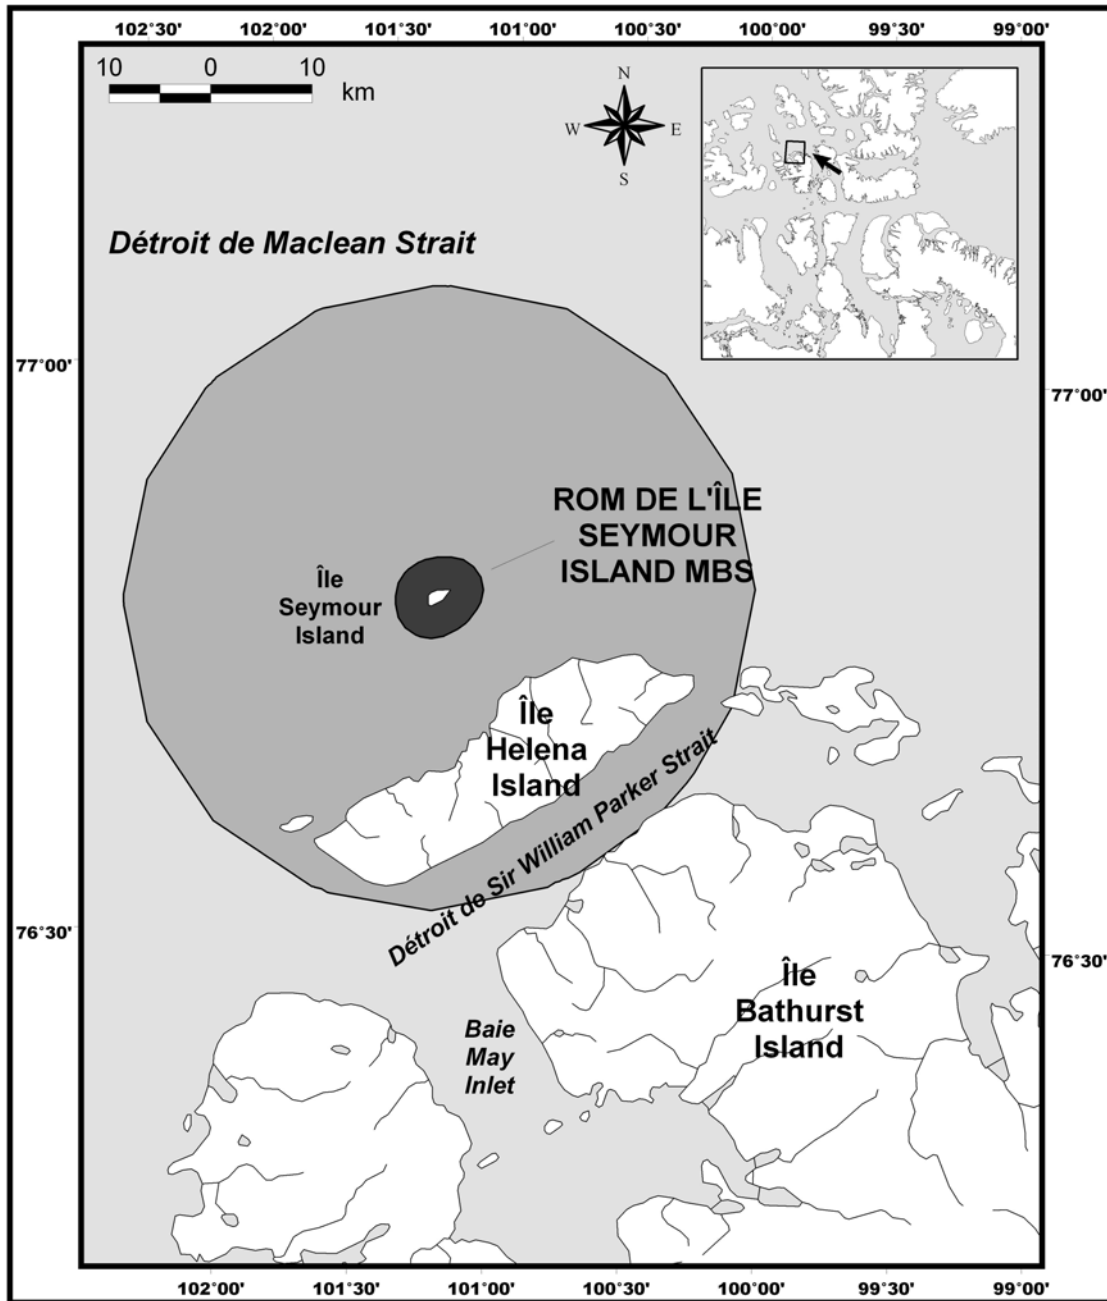 102°30' 102°00' 101°30' 101°00' 100°30' 100°00' 99°30' 99°00'
10 0 10
km
N
W E
S
Détroit de Maclean Strait
77°00'
77°00'
ROM DE L'ÎLE
SEYMOUR
ISLAND MBS
Île
Seymour
Island
Île
Helena
Island
Détroit de Sir William Parker Strait
76°30'
76°30'
Île
Bathurst
Island
Baie
May
Inlet
102°00' 101°30' 101°00' 100°30' 100°00' 99°30' 99°00'